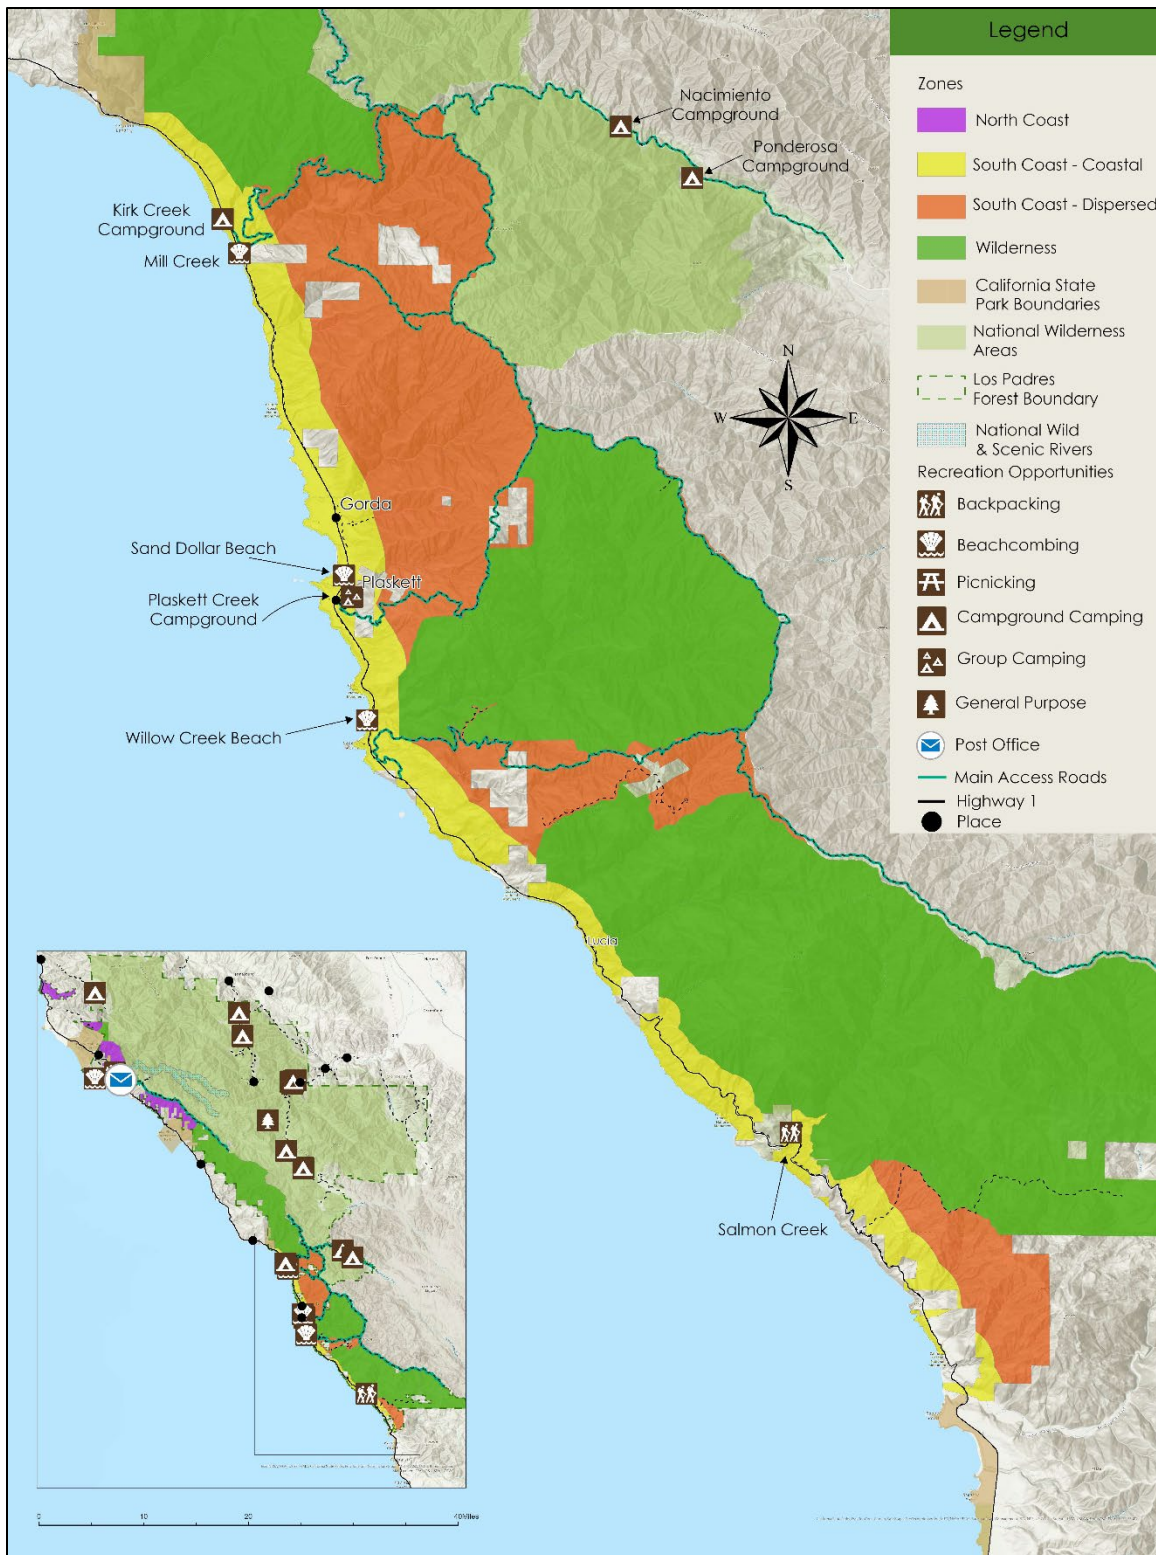 Legend
Zones
North Coast
South Coast - Coastal
South Coast - Dispersed
Wilderness
California State
Park Boundaries
National Wilderness
Areas
Los Padres
Forest Boundary
National Wild
& Scenic Rivers
Recreation Opportunities
Backpacking
Beachcombing
Picnicking
Campground Camping
Group Camping
General Purpose
Post Office
Main Access Roads
Highway 1
Place
Nacimiento
Campground
Ponderosa
Campground
Kirk Creek
Campground
Mill Creek
N
W
E
S
Gorda
Sand Dollar Beach
Plaskett
Plaskett Creek
Campground
Willow Creek Beach
Lucia
Salmon Creek
0
10
20
40Miles